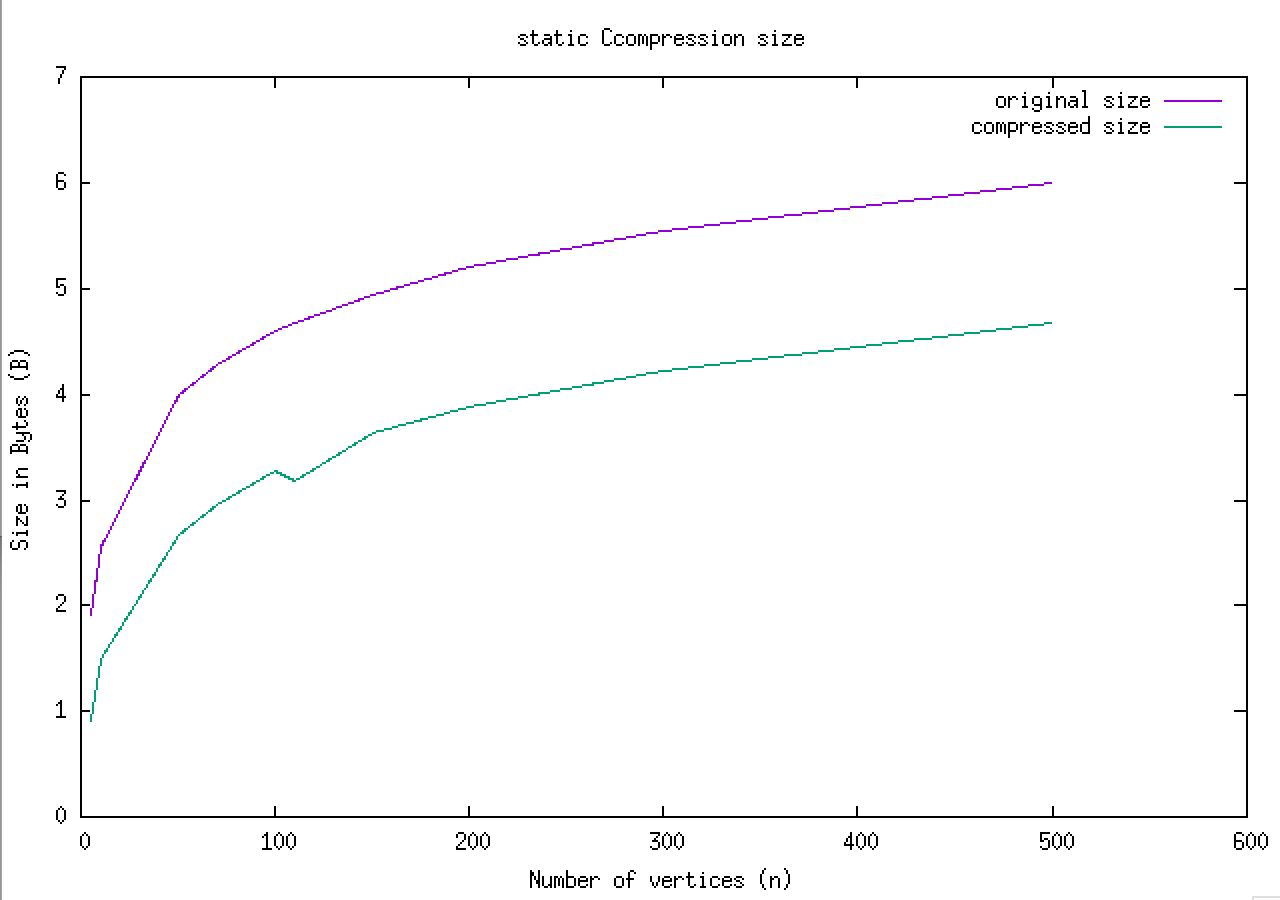 static Ccompression size
original size
compressed size
7
6
5
4
3
2
1
0
Size in Bytes (B)
0 100 200 300 400 500 600
Number of vertices (n)